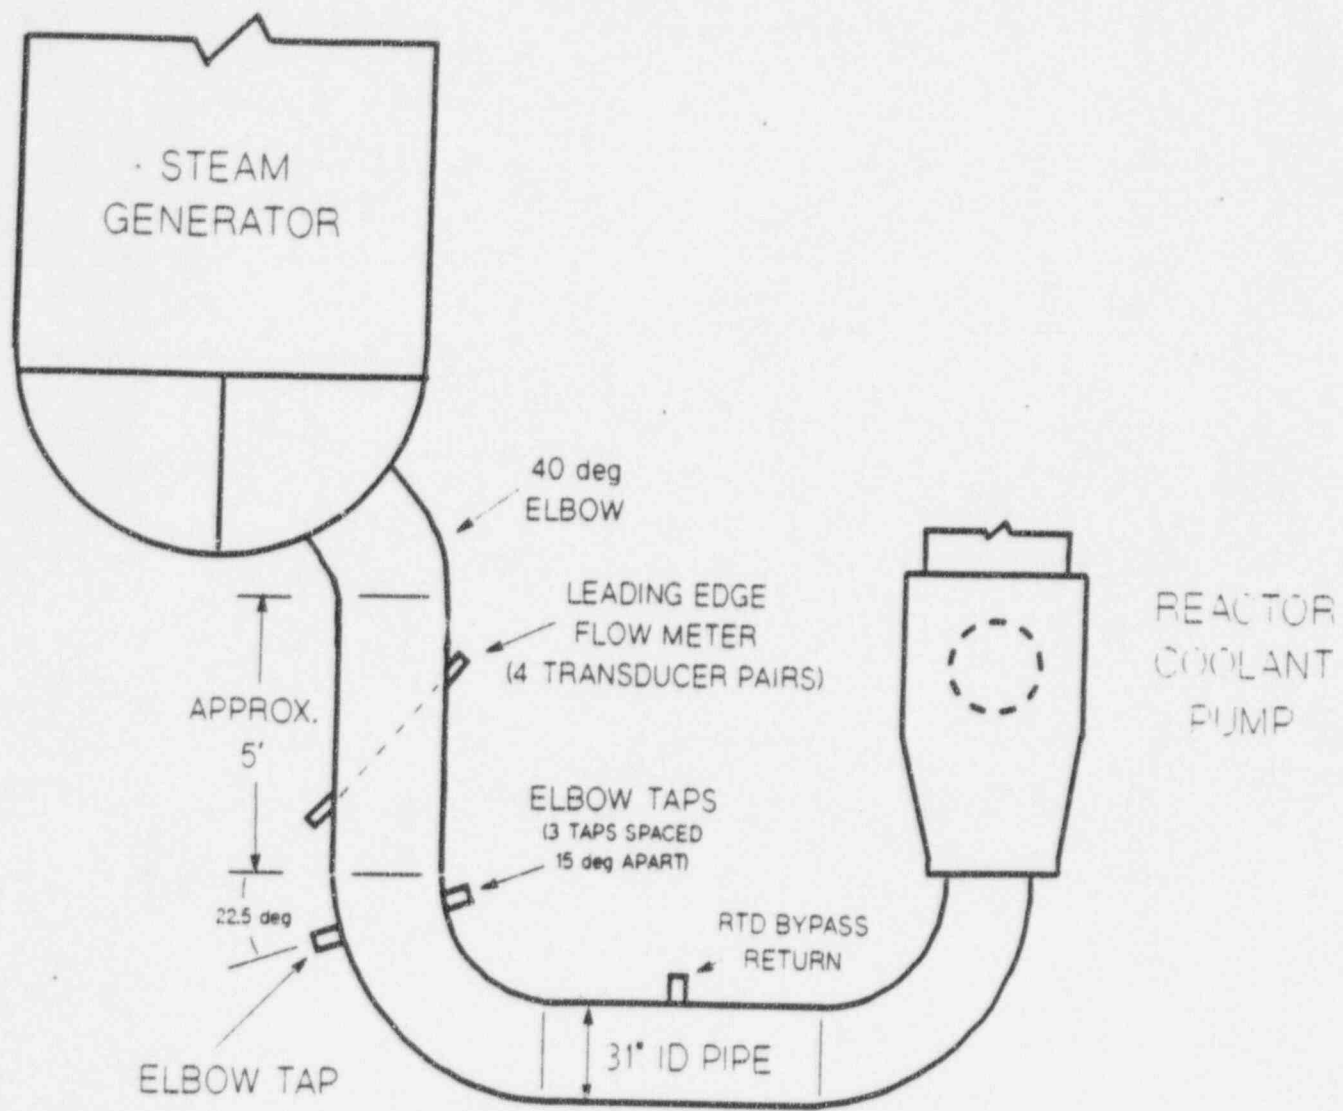 STEAM
GENERATOR
40 deg
ELBOW
LEADING EDGE
FLOW METER
(4 TRANSDUCER PAIRS)
REACTOR
COOLANT
PUMP
APPROX.
5'
ELBOW TAPS
(3 TAPS SPACED
15 deg APART)
22.5 deg
RTD BYPASS
RETURN
31" ID PIPE
ELBOW TAP